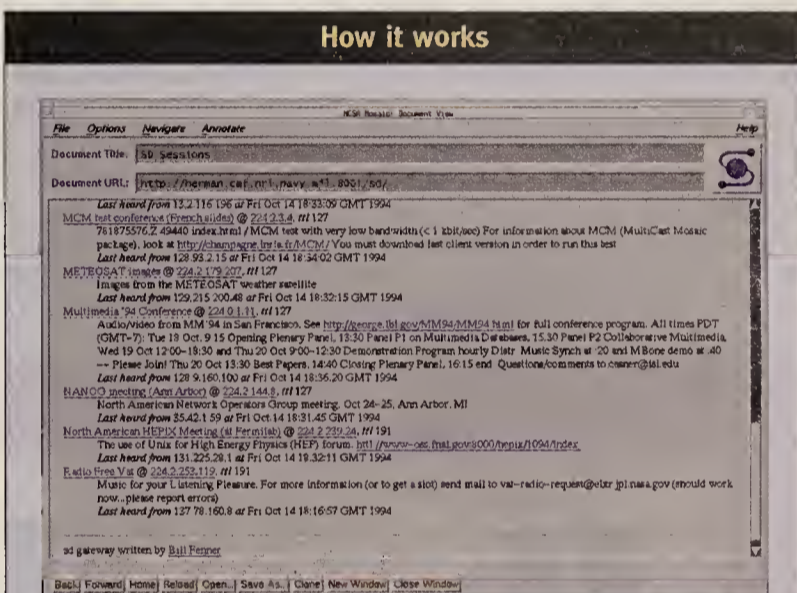 How it works
NCSA Mosaic: Document View
File Options Navigate Annotate Help
Document Title: SD Sessions
Document URL:
Last heard from 13.2.116.196 at Fri Oct 14 18:33:09 GMT 1994
MCM test conference (French slides) @ 224.2.3.4, ttl 127
781875576.Z 49440 index.html / MCM test with very low bandwidth (< 1 kbit/sec) For information about MCM (MultiCast Mosaic
package), look at http://champagne.inria.fr/MCM/ You must download last client version in order to run this test
Last heard from 128.93.2.15 at Fri Oct 14 18:34:02 GMT 1994
METEOSAT images @ 224.2.179.207, ttl 127
Images from the METEOSAT weather satellite
Last heard from 129.215.200.48 at Fri Oct 14 18:32:15 GMT 1994
Multimedia '94 Conference @ 224.0.1.11, ttl 127
Audio/video from MM'94 in San Francisco. See http://george.lbl.gov/MM94/MM94.html for full conference program. All times PDT
(GMT-7): Tue 18 Oct. 9:15 Opening Plenary Panel, 13:30 Panel P1 on Multimedia Databases, 15.30 Panel P2 Collaborative Multimedia,
Wed 19 Oct 12:00-18:30 and Thu 20 Oct 9:00-12:30 Demonstration Program hourly Distr Music Synch at :20 and MBone demo at :40
-- Please Join! Thu 20 Oct 13:30 Best Papers, 14:40 Closing Plenary Panel, 16:15 end Questions/comments to
Last heard from 128.9.160.100 at Fri Oct 14 18:36:20 GMT 1994
NANOG meeting (Ann Arbor) @ 224.2.144.8, ttl 127
North American Network Operators Group meeting, Oct 24-25, Ann Arbor, MI
Last heard from 35.42.1.59 at Fri Oct 14 18:31:45 GMT 1994
North American HEPIX Meeting (at Fermilab) @ 224.2.239.24, ttl 191
The use of Unix for High Energy Physics (HEP) forum.
Last heard from 131.225.28.1 at Fri Oct 14 18:32:11 GMT 1994
Radio Free Vat @ 224.2.253.119, ttl 191
Music for your Listening Pleasure. For more information (or to get a slot) send mail to vat-radio-request@elxr.jpl.nasa.gov (should work
now...please report errors)
Last heard from 137.78.160.8 at Fri Oct 14 18:16:57 GMT 1994
sd gateway written by Bill Fenner
Back Forward Home Reload Open... Save As... Clone New Window Close Window